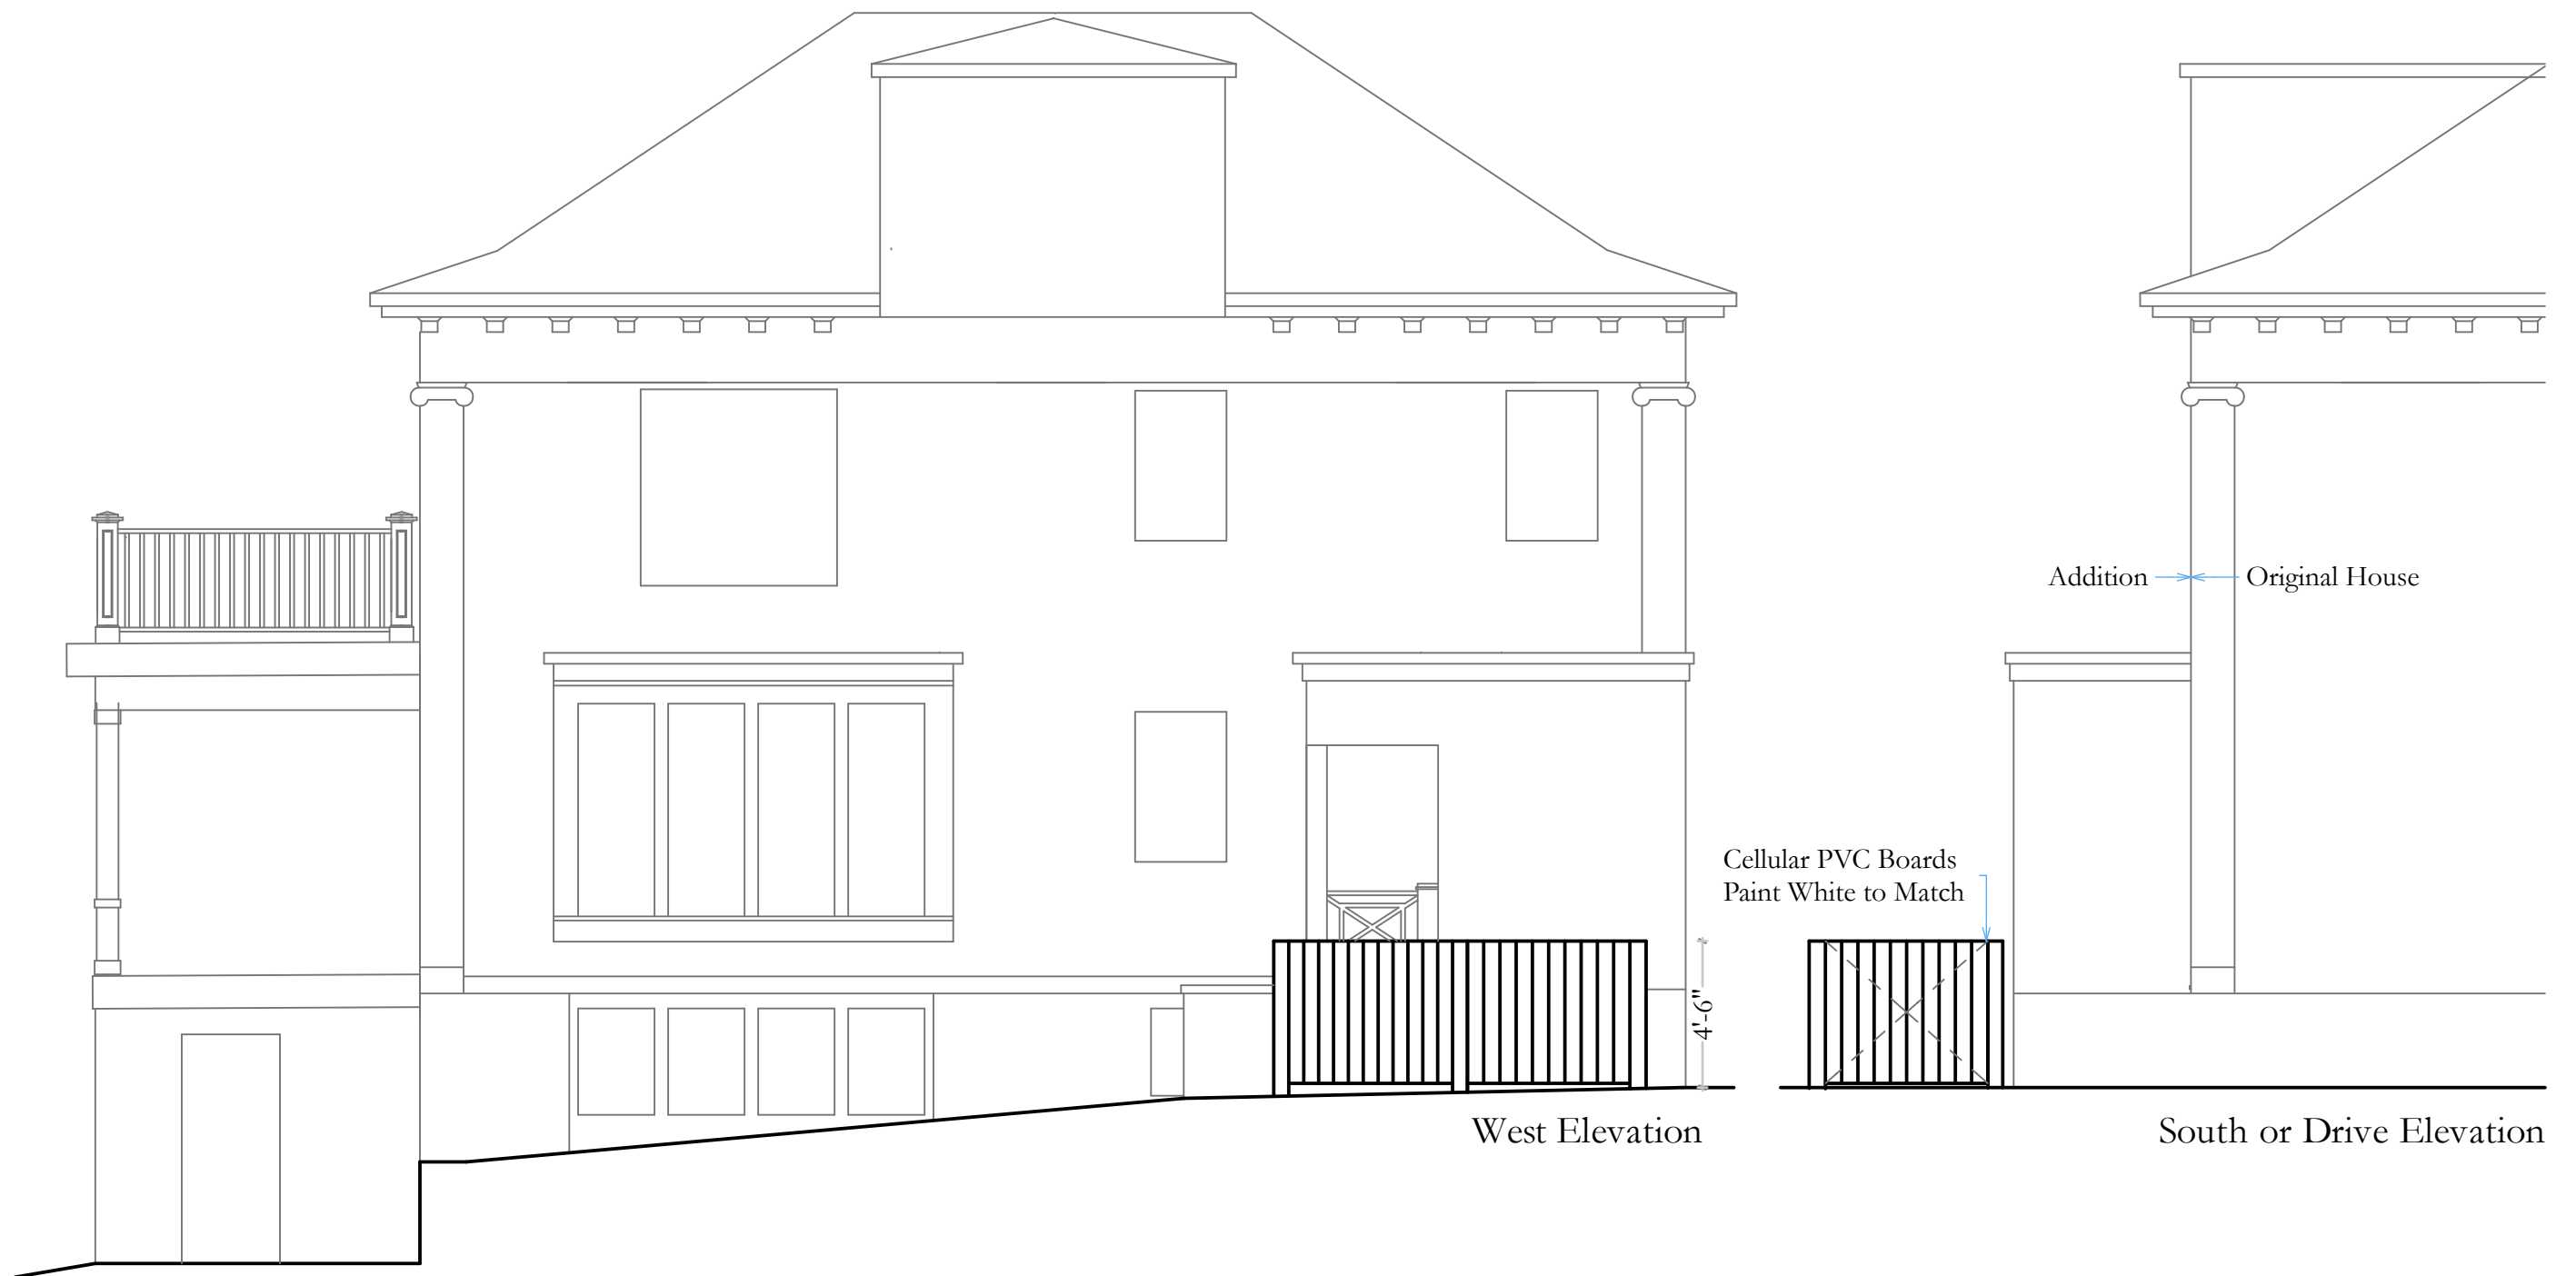 Addition
Original House
Cellular PVC Boards
Paint White to Match
4'-6"
West Elevation
South or Drive Elevation